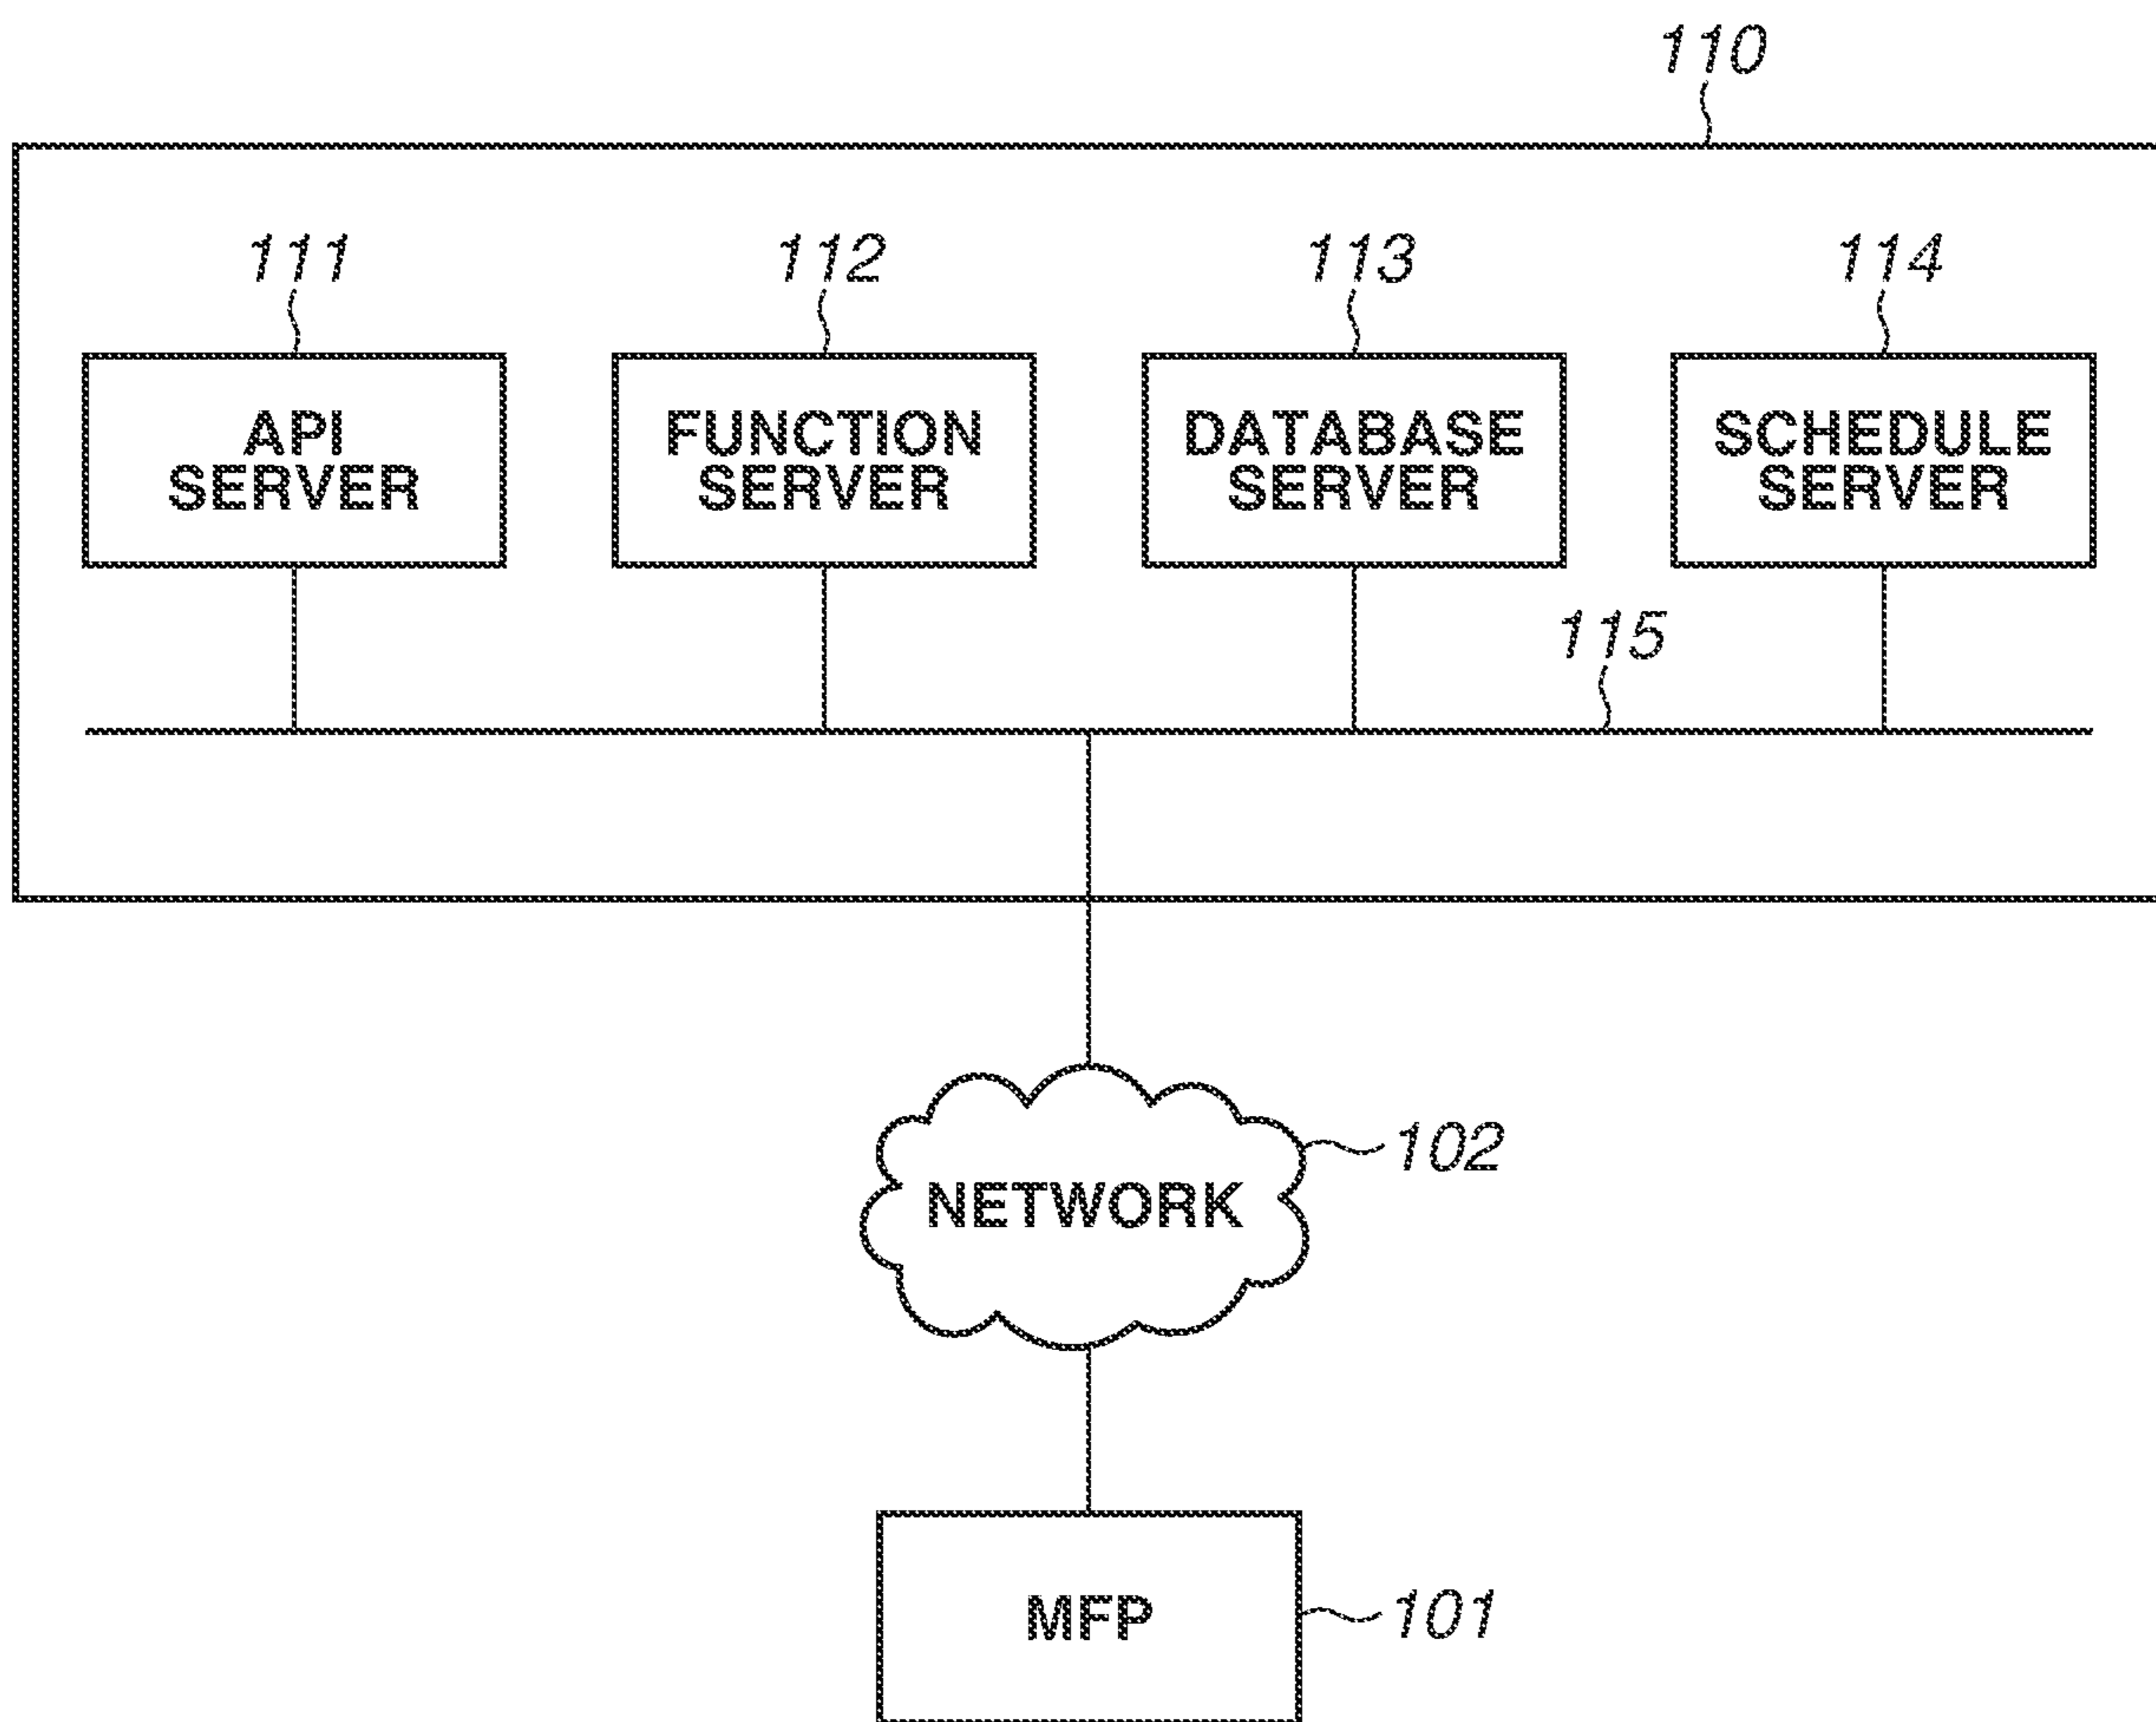 110
111
112
113
114
API
SERVER
FUNCTION
SERVER
DATABASE
SERVER
SCHEDULE
SERVER
115
102
NETWORK
MFP
101